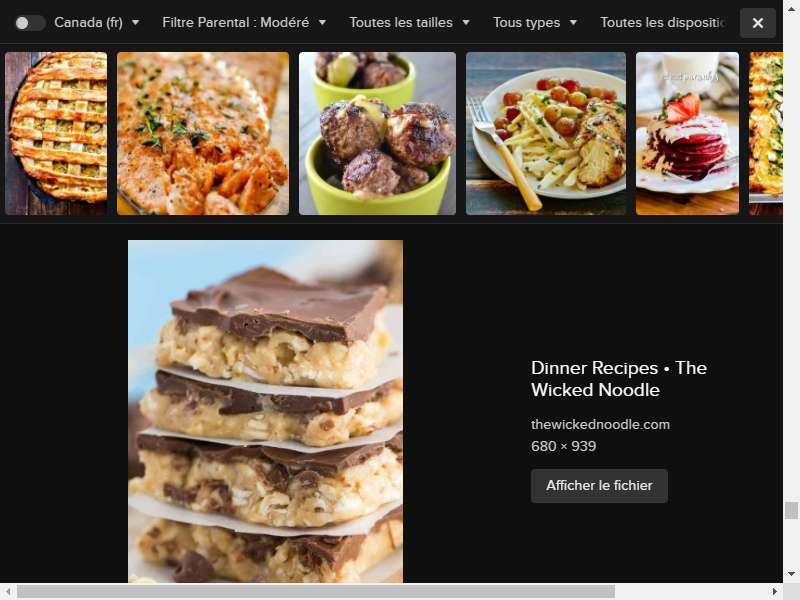 Canada (fr)
Filtre Parental : Modéré
Toutes les tailles
Tous types
Toutes les
Dinner Recipes • The
Wicked Noodle
thewickednoodle.com
680 × 939
Afficher le fichier